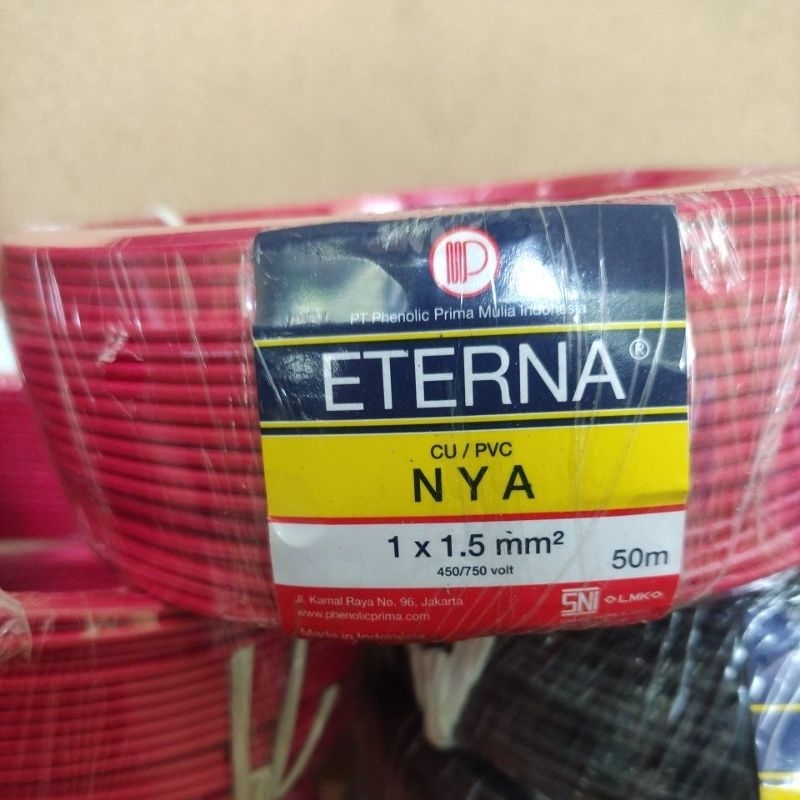 PT Phenolic Prima Mulia Indonesia
ETERNA®
CU / PVC
NYA
1 x 1.5 mm²
50m
450/750 volt
Jl. Kamal Raya No. 96, Jakarta
www.phenolicprima.com
SNI LMK
Made in Indonesia